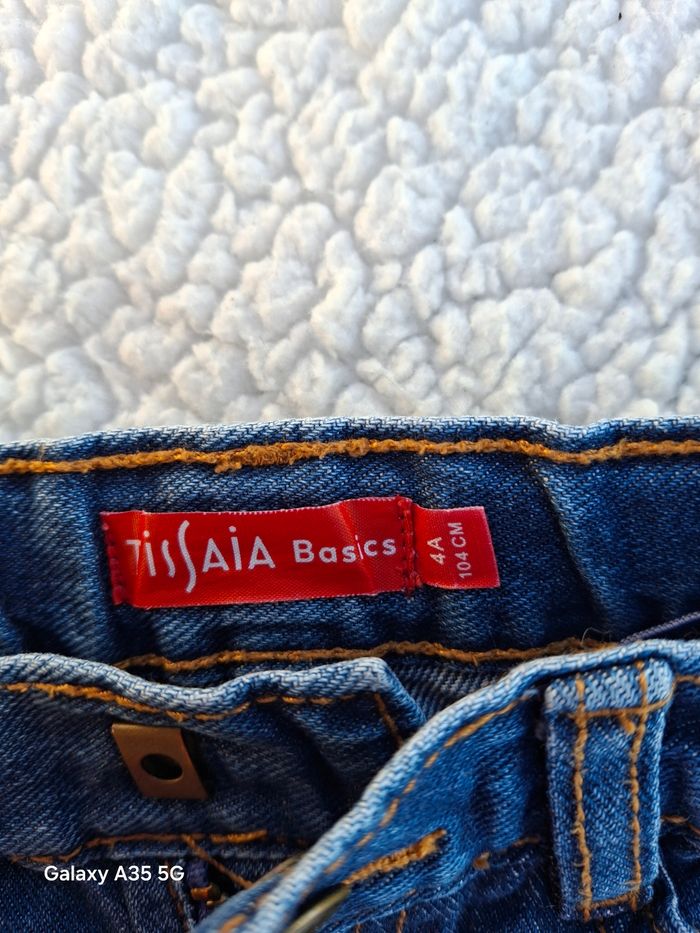 TiSSAiA Basics
4A
104 CM
Galaxy A35 5G